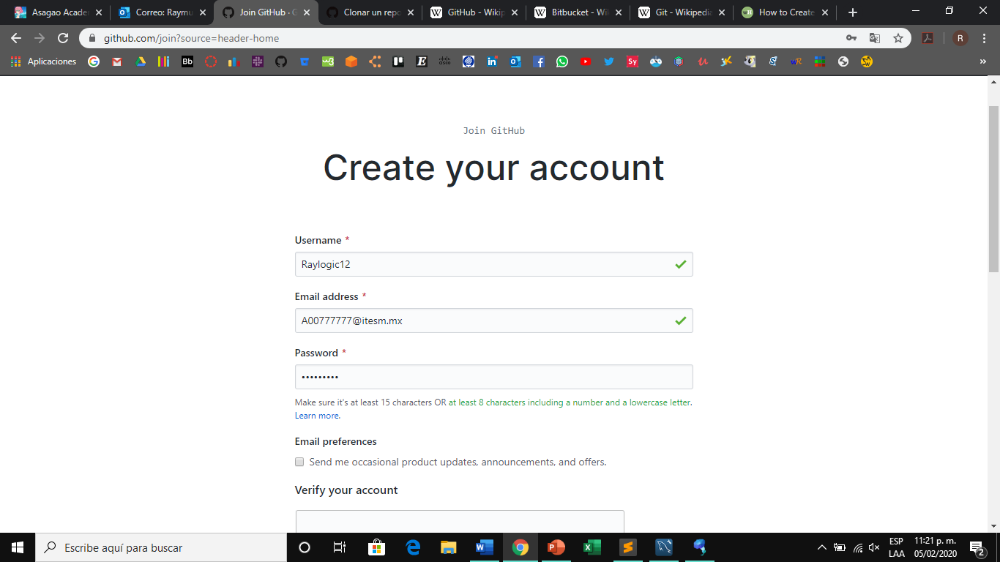 Asagao Acade
Correo: Raymu
Join GitHub · G
Clonar un repo
GitHub - Wikip
Bitbucket - Wi
Git - Wikipedia
How to Create
github.com/join?source=header-home
R
Aplicaciones
Join GitHub
Create your account
Username *
Raylogic12
Email address *
A00777777@itesm.mx
Password *
•••••••••
Make sure it's at least 15 characters OR at least 8 characters including a number and a lowercase letter.
Learn more.
Email preferences
Send me occasional product updates, announcements, and offers.
Verify your account
Escribe aquí para buscar
ESP
LAA
11:21 p. m.
05/02/2020
2